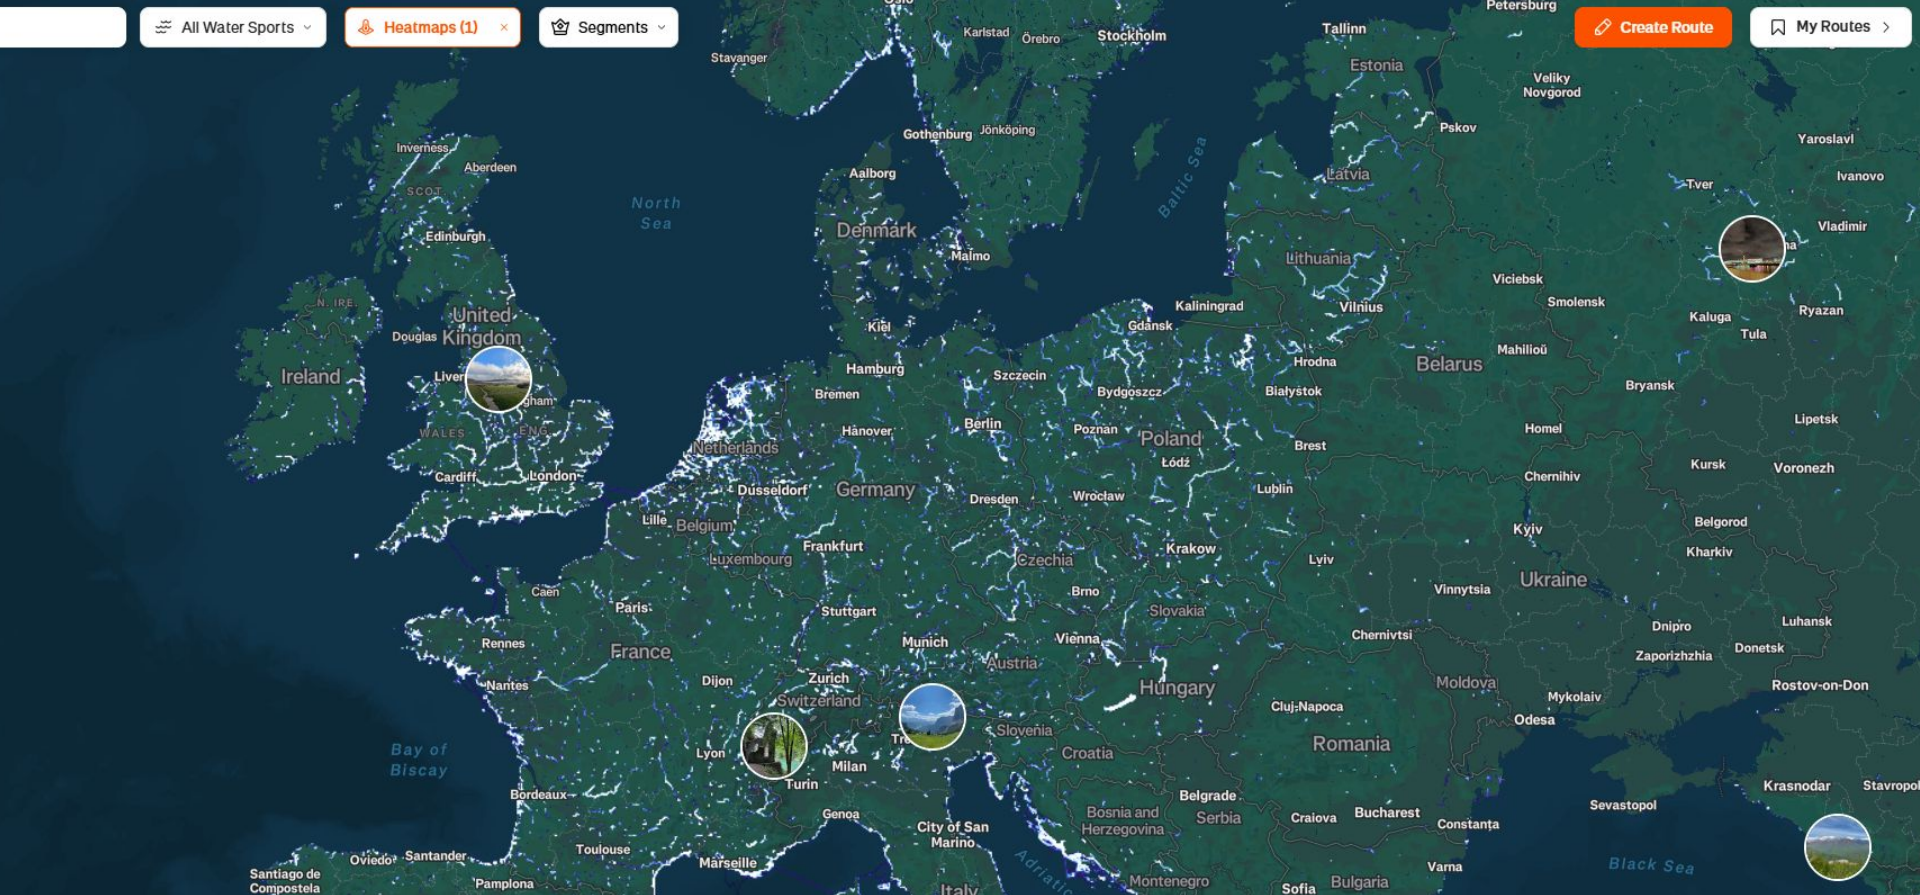 All Water Sports
Heatmaps (1)
×
Segments
Create Route
My Routes
Petersburg
Oslo
Karlstad
Örebro
Stockholm
Tallinn
Stavanger
Estonia
Veliky
Novgorod
Gothenburg
Jönköping
Pskov
Yaroslavl
Inverness
Aberdeen
SCOT.
Aalborg
Baltic Sea
Latvia
Tver
Ivanovo
North
Sea
Edinburgh
Denmark
Malmo
Vladimir
Lithuania
Viciebsk
Smolensk
N. IRE.
United
Kingdom
Douglas
Kiel
Kaliningrad
Vilnius
Gdańsk
Kaluga
Ryazan
Tula
Ireland
Liver
gham
Hamburg
Szczecin
Hrodna
Belarus
Mahilioŭ
Bremen
Bydgoszcz
Białystok
Bryansk
WALES
ENG.
Netherlands
Hanover
Berlin
Poznan
Poland
Łódź
Brest
Homel
Lipetsk
Cardiff
London
Dusseldorf
Germany
Dresden
Wrocław
Lublin
Chernihiv
Kursk
Voronezh
Lille
Belgium
Luxembourg
Frankfurt
Czechia
Krakow
Lviv
Kyiv
Belgorod
Kharkiv
Ukraine
Caen
Paris
Stuttgart
Brno
Slovakia
Vinnytsia
Rennes
France
Munich
Vienna
Austria
Chernivtsi
Dnipro
Luhansk
Zaporizhzhia
Donetsk
Nantes
Dijon
Zurich
Switzerland
Hungary
Moldova
Rostov-on-Don
Cluj-Napoca
Mykolaiv
Odesa
Bay of
Biscay
Lyon
Tre
Slovenia
Croatia
Romania
Milan
Turin
Bordeaux
Genoa
Belgrade
Serbia
Bosnia and
Herzegovina
Craiova
Bucharest
Constanța
Sevastopol
Krasnodar
Stavropol
City of San
Marino
Oviedo
Santander
Toulouse
Marseille
Adriatic
Montenegro
Santiago de
Compostela
Pamplona
Italy
Sofia
Bulgaria
Varna
Black Sea